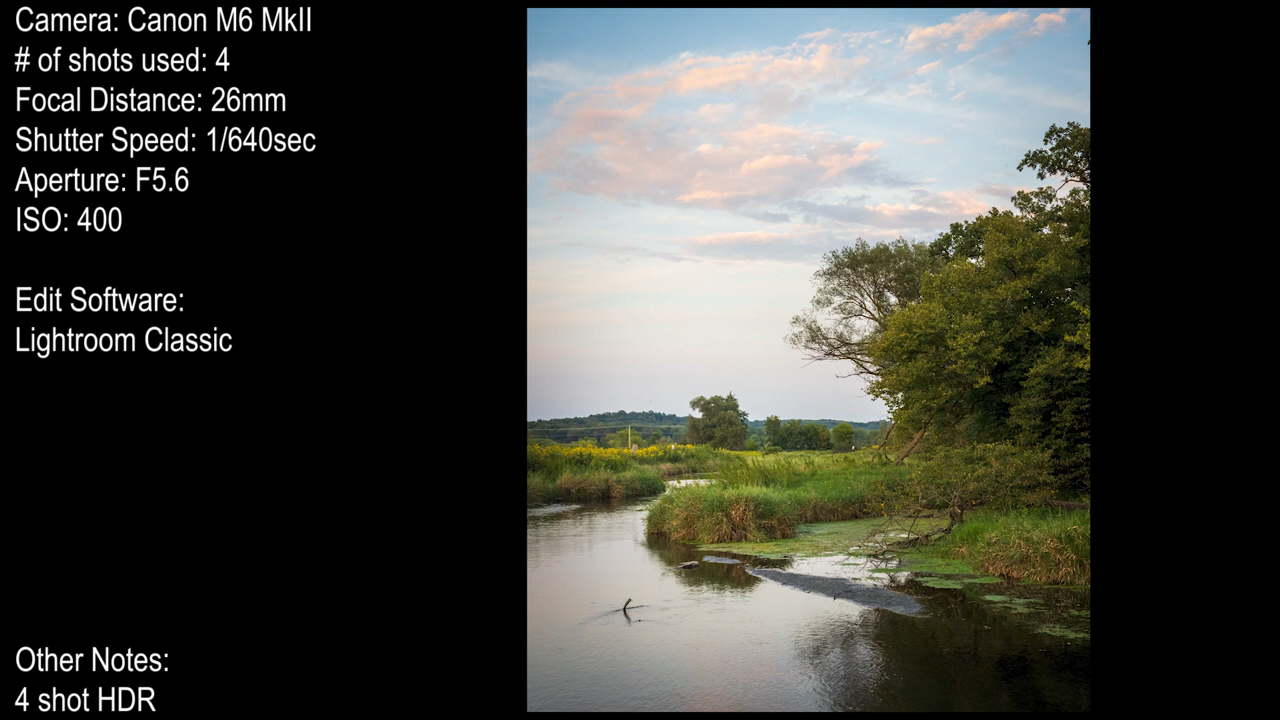 Camera: Canon M6 MkII
# of shots used: 4
Focal Distance: 26mm
Shutter Speed: 1/640sec
Aperture: F5.6
ISO: 400
Edit Software:
Lightroom Classic
Other Notes:
4 shot HDR